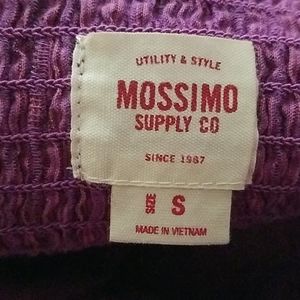 UTILITY & STYLE
MOSSIMO
SUPPLY CO
SINCE 1987
SIZE S
MADE IN VIETNAM